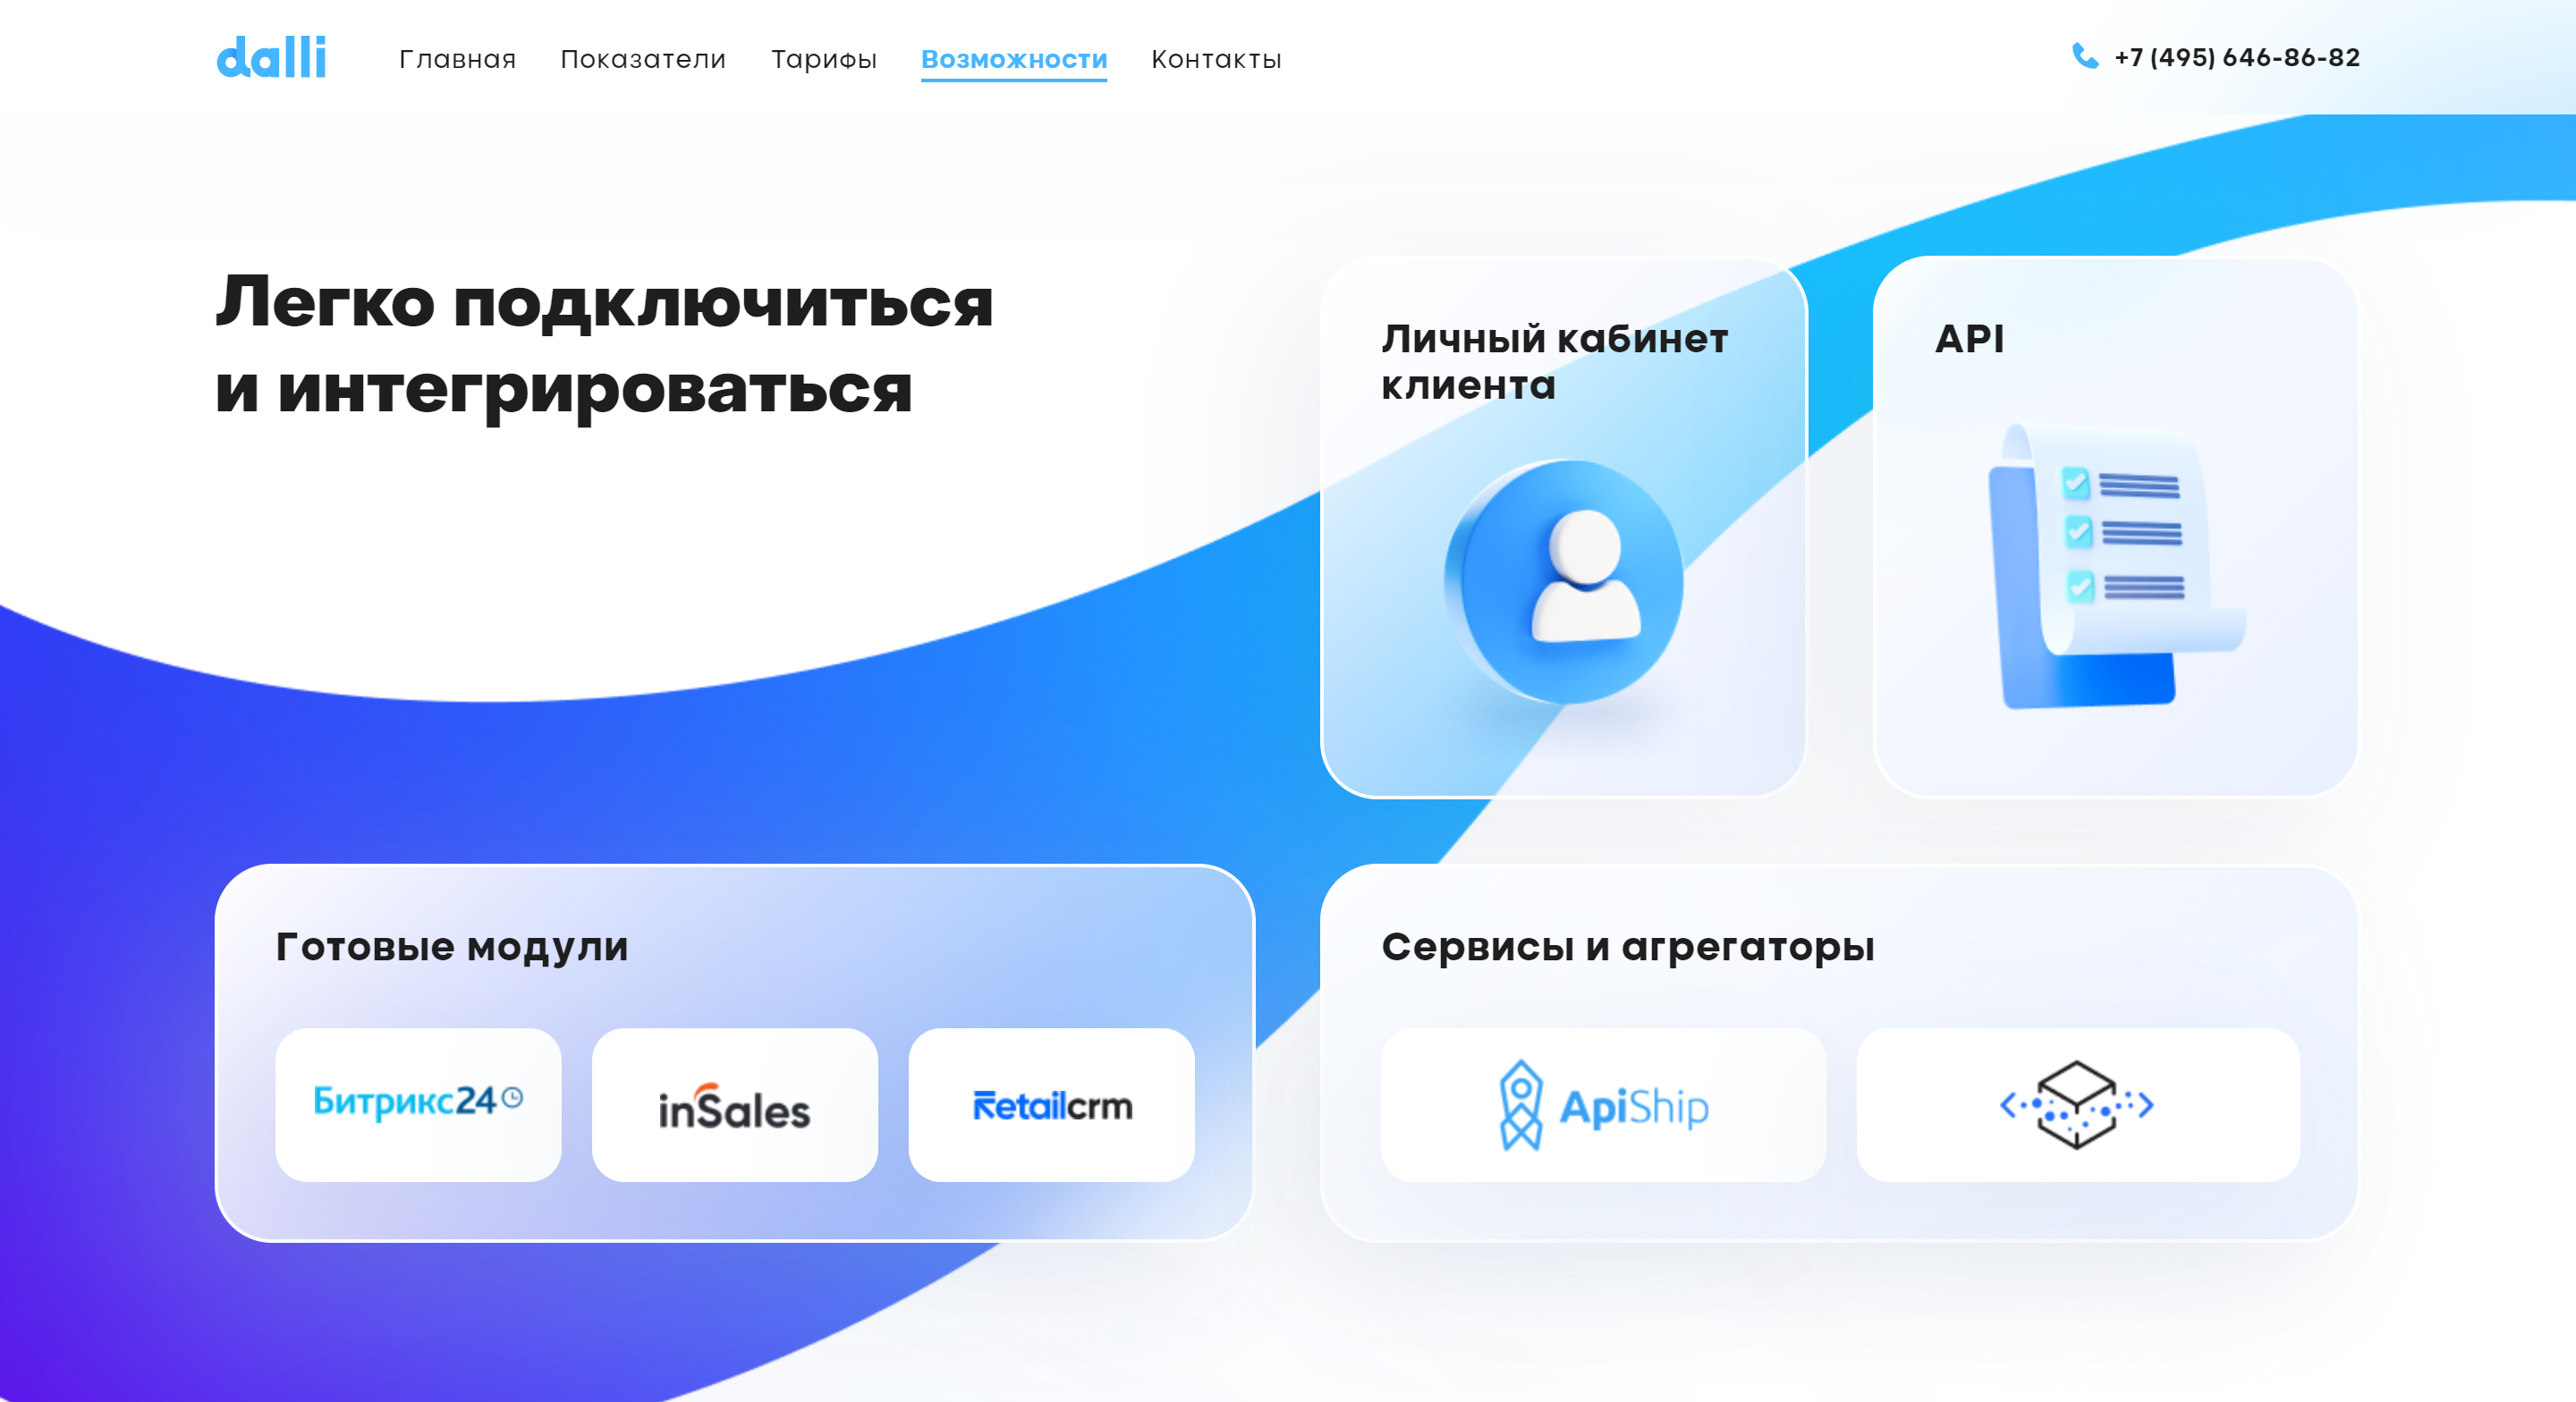 dalli
Главная Показатели Тарифы Возможности Контакты
+7 (495) 646-86-82
Легко подключиться
и интегрироваться
Личный кабинет
клиента
API
Готовые модули
Битрикс24
inSales
Retailcrm
Сервисы и агрегаторы
ApiShip